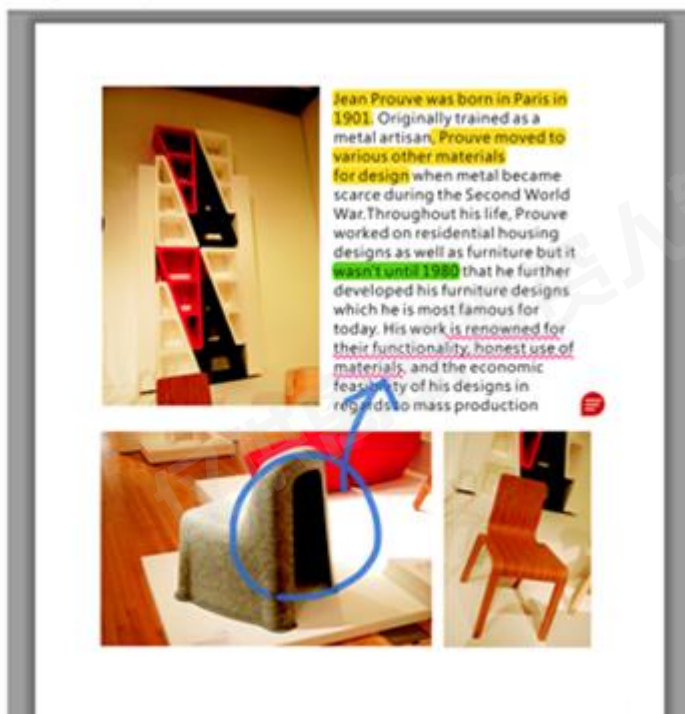 Jean Prouve was born in Paris in
1901. Originally trained as a
metal artisan, Prouve moved to
various other materials
for design when metal became
scarce during the Second World
War.Throughout his life, Prouve
worked on residential housing
designs as well as furniture but it
wasn't until 1980 that he further
developed his furniture designs
which he is most famous for
today. His work is renowned for
their functionality, honest use of
materials, and the economic
feasibility of his designs in
regards to mass production